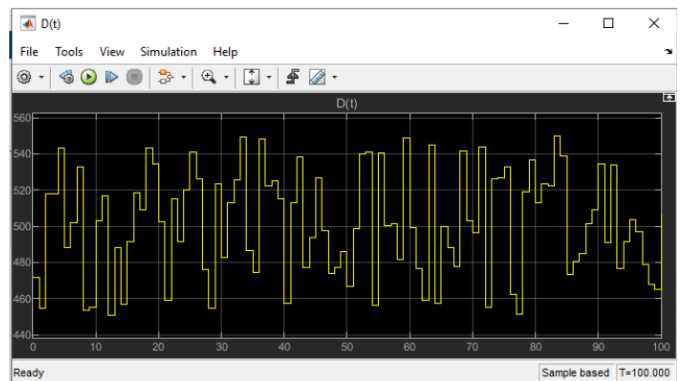 D(t)
File Tools View Simulation Help
D(t)
560
540
520
500
480
460
440
0 10 20 30 40 50 60 70 80 90 100
Ready Sample based T=100.000